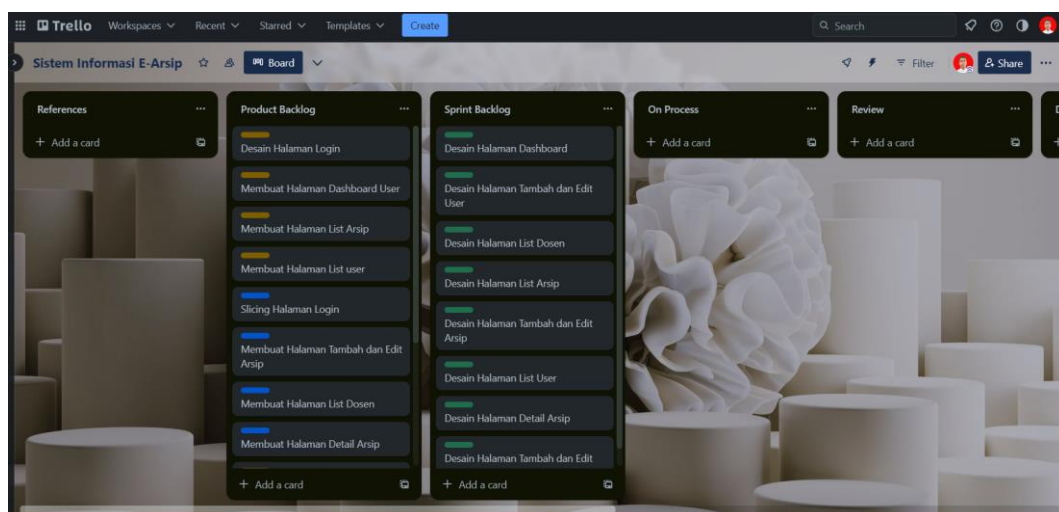 Trello
Workspaces
Recent
Starred
Templates
Create
Search
Sistem Informasi E-Arsip
Board
Filter
Share
References
Add a card
Product Backlog
Desain Halaman Login
Membuat Halaman Dashboard User
Membuat Halaman List Arsip
Membuat Halaman List user
Slicing Halaman Login
Membuat Halaman Tambah dan Edit
Arsip
Membuat Halaman List Dosen
Membuat Halaman Detail Arsip
Add a card
Sprint Backlog
Desain Halaman Dashboard
Desain Halaman Tambah dan Edit
User
Desain Halaman List Dosen
Desain Halaman List Arsip
Desain Halaman Tambah dan Edit
Arsip
Desain Halaman List User
Desain Halaman Detail Arsip
Desain Halaman Tambah dan Edit
Add a card
On Process
Add a card
Review
Add a card